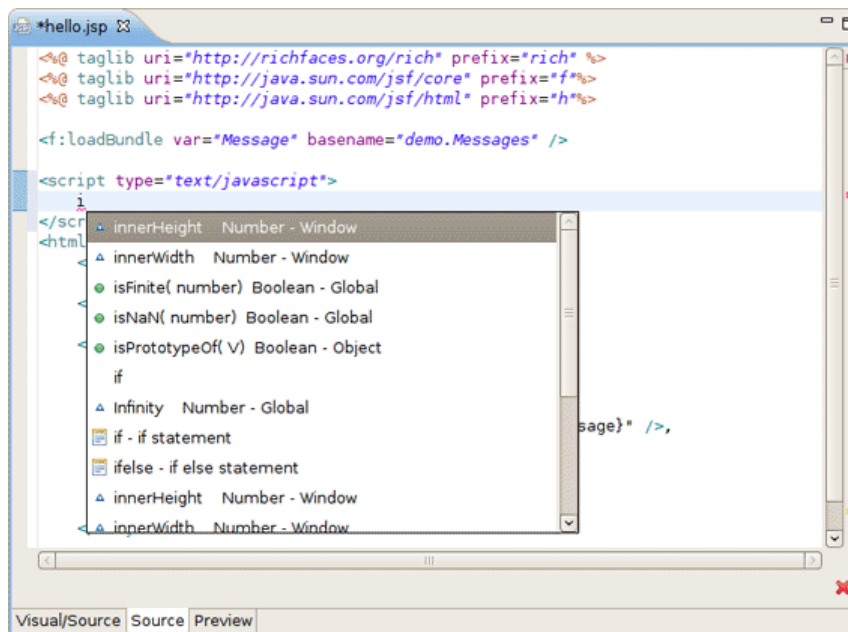 *hello.jsp
<%@ taglib uri="http://richfaces.org/rich" prefix="rich" %>
<%@ taglib uri="http://java.sun.com/jsf/core" prefix="f"%>
<%@ taglib uri="http://java.sun.com/jsf/html" prefix="h"%>
<f:loadBundle var="Message" basename="demo.Messages" />
<script type="text/javascript">
i
</scr
<html
innerHeight Number - Window
innerWidth Number - Window
<
isFinite( number) Boolean - Global
<
isNaN( number) Boolean - Global
<
isPrototypeOf( V) Boolean - Object
if
Infinity Number - Global
sage}" />,
if - if statement
ifelse - if else statement
innerHeight Number - Window
<
innerWidth Number - Window
Visual/Source Source Preview